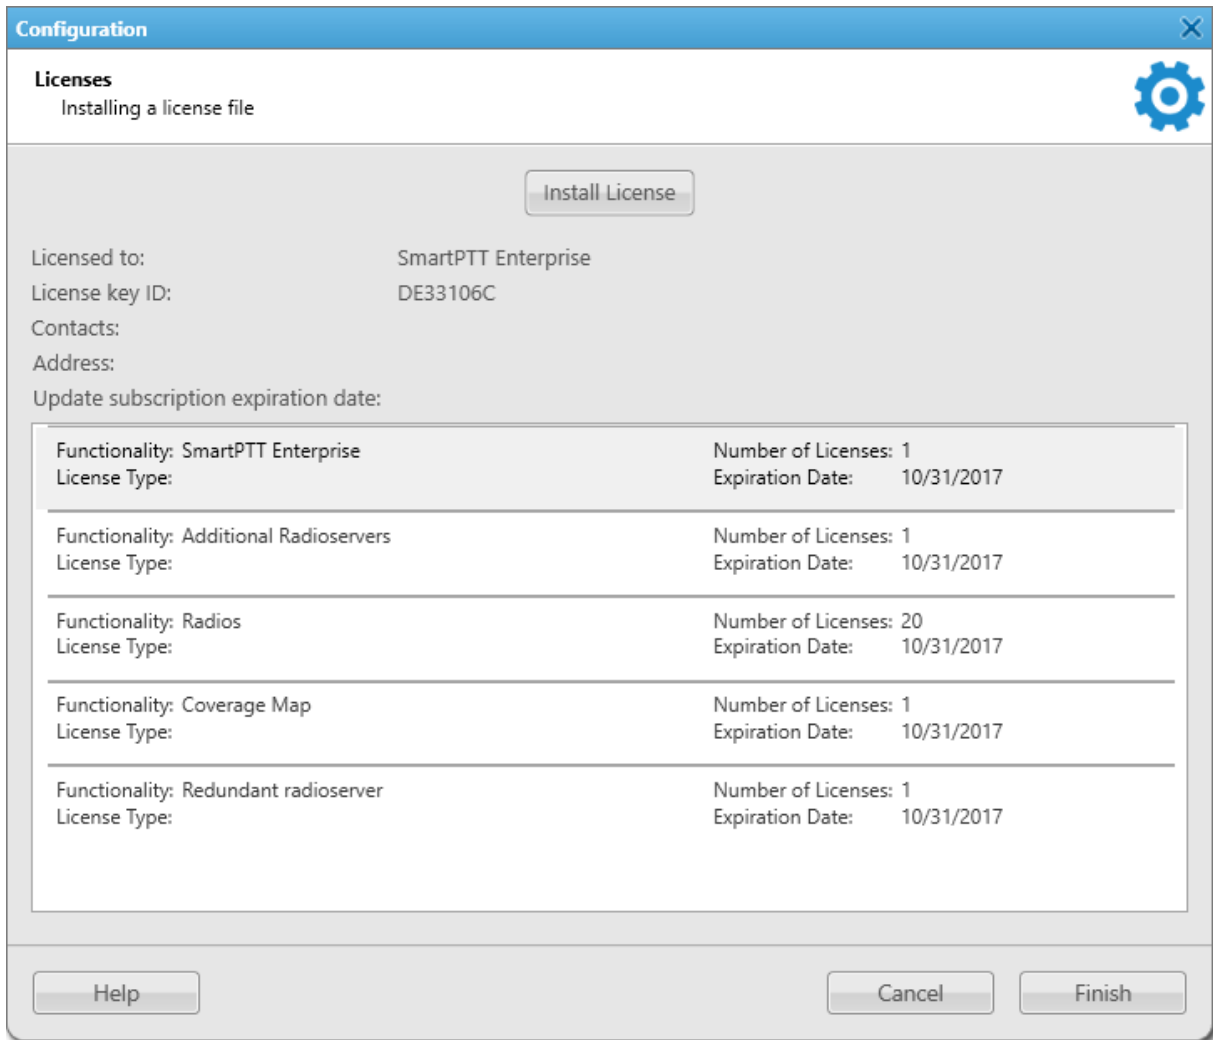 Configuration
Licenses
Installing a license file
Install License
Licensed to: SmartPTT Enterprise
License key ID: DE33106C
Contacts:
Address:
Update subscription expiration date:
Functionality: SmartPTT Enterprise Number of Licenses: 1
License Type: Expiration Date: 10/31/2017
Functionality: Additional Radioservers Number of Licenses: 1
License Type: Expiration Date: 10/31/2017
Functionality: Radios Number of Licenses: 20
License Type: Expiration Date: 10/31/2017
Functionality: Coverage Map Number of Licenses: 1
License Type: Expiration Date: 10/31/2017
Functionality: Redundant radioserver Number of Licenses: 1
License Type: Expiration Date: 10/31/2017
Help Cancel Finish